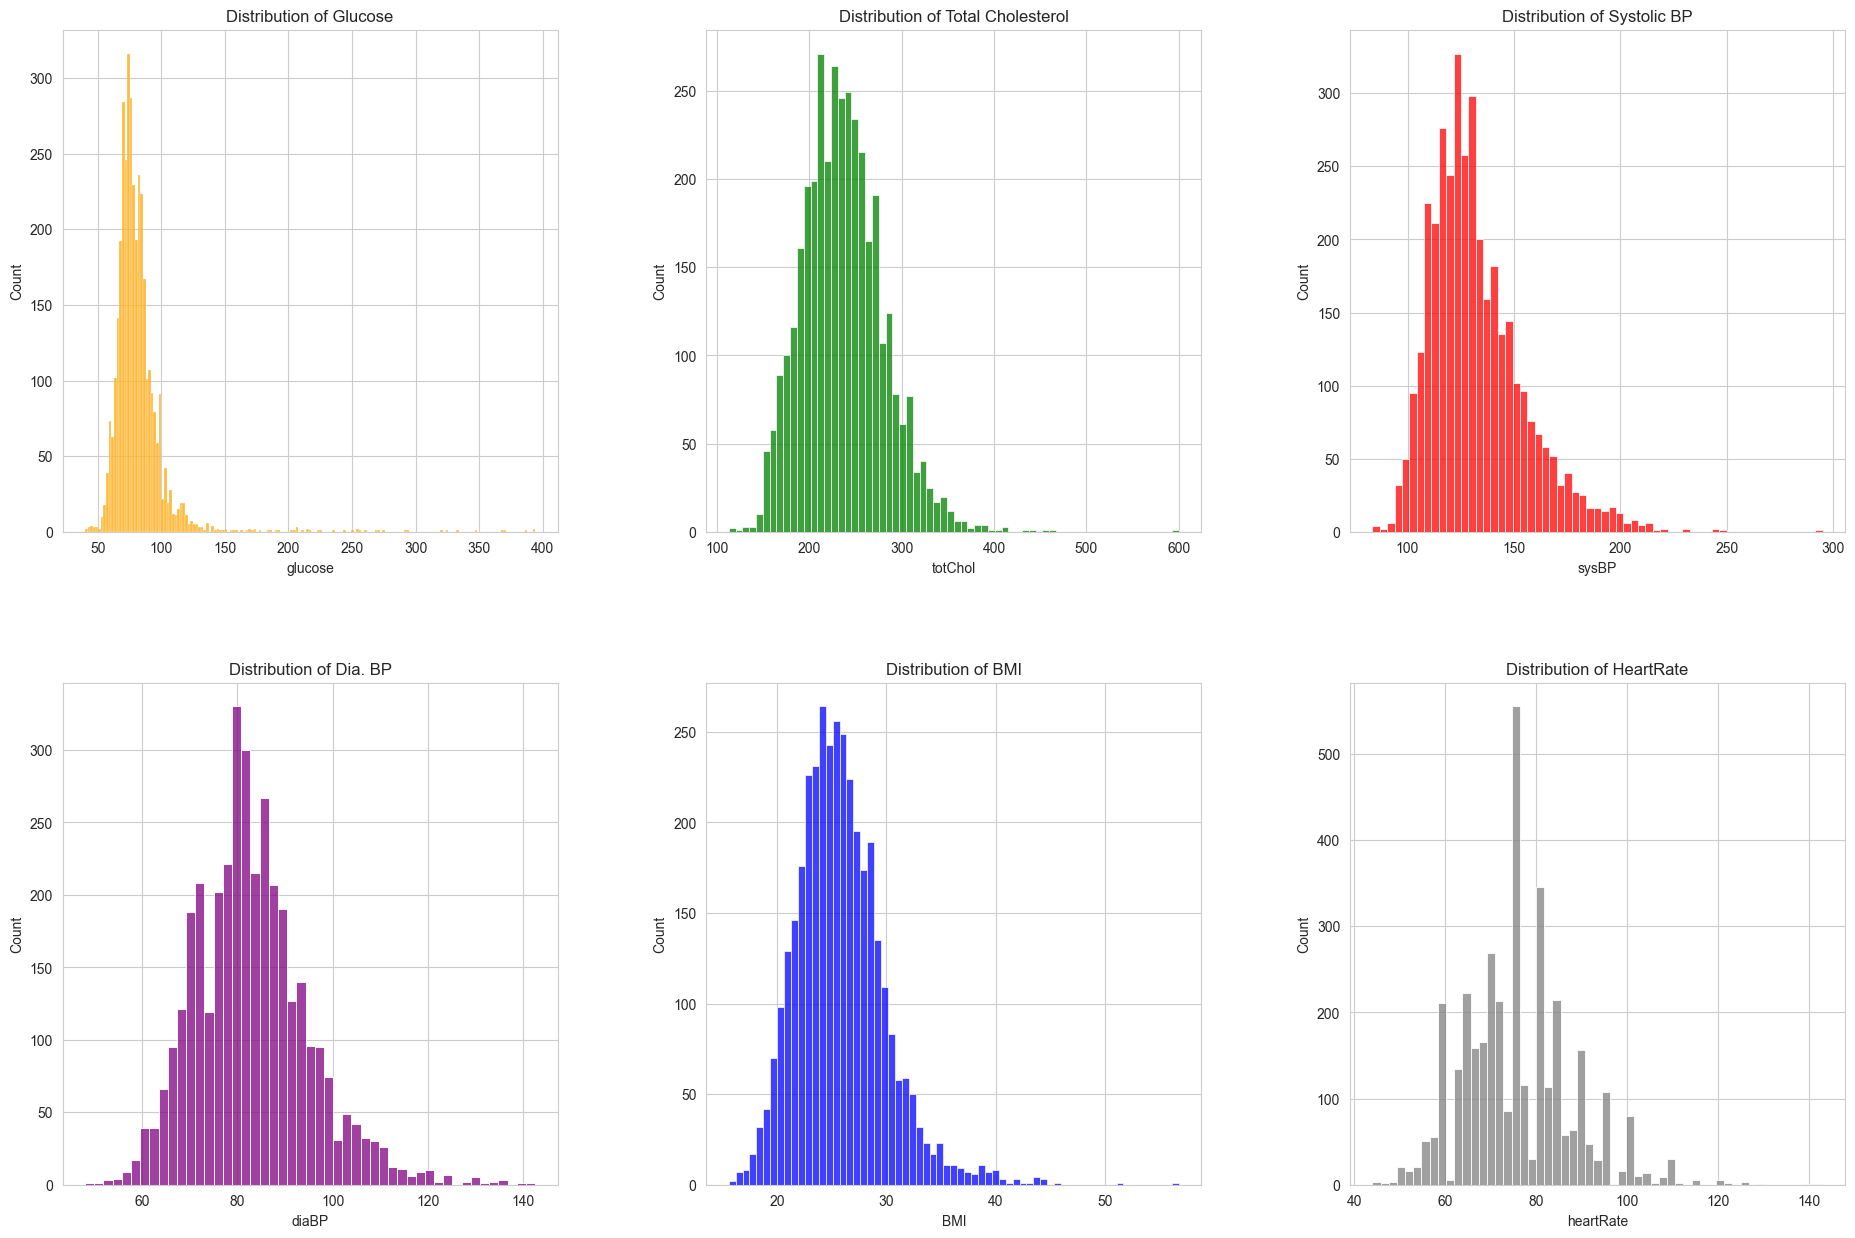 Distribution of Glucose
Count
300
250
200
150
100
50
0
50 100 150 200 250 300 350 400
glucose
Distribution of Total Cholesterol
Count
250
200
150
100
50
0
100 200 300 400 500 600
totChol
Distribution of Systolic BP
Count
300
250
200
150
100
50
0
100 150 200 250 300
sysBP
Distribution of Dia. BP
Count
300
250
200
150
100
50
0
60 80 100 120 140
diaBP
Distribution of BMI
Count
250
200
150
100
50
0
20 30 40 50
BMI
Distribution of HeartRate
Count
500
400
300
200
100
0
40 60 80 100 120 140
heartRate